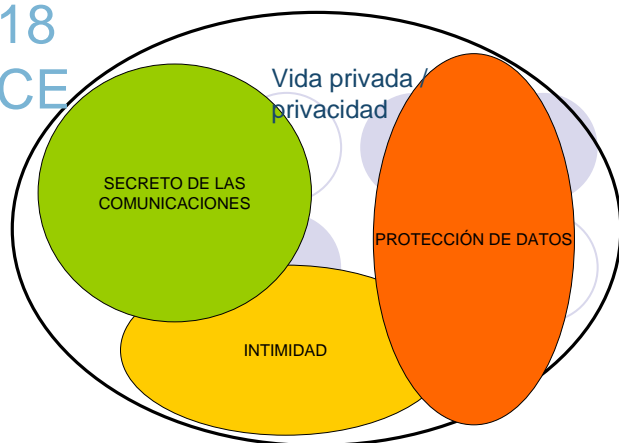 18
CE
Vida privada /
privacidad
SECRETO DE LAS
COMUNICACIONES
PROTECCIÓN DE DATOS
INTIMIDAD